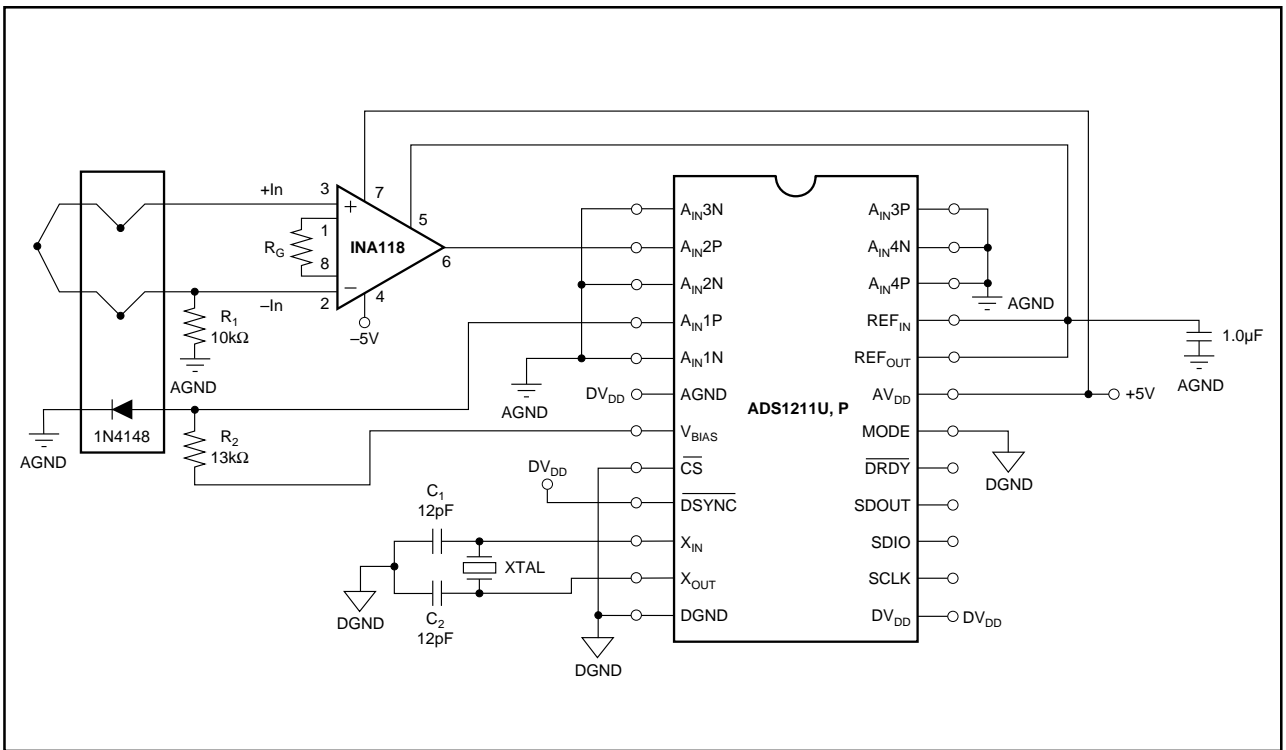 +In
3
7
1
+
5
R_G
INA118
6
8
−
−In
2
4
–5V
R_1
10kΩ
AGND
1N4148
AGND
R_2
13kΩ
A_IN3N
A_IN2P
A_IN2N
A_IN1P
A_IN1N
AGND
DV_DD
AGND
V_BIAS
CS
DV_DD
DSYNC
C_1
12pF
X_IN
XTAL
X_OUT
C_2
12pF
DGND
DGND
DGND
ADS1211U, P
A_IN3P
A_IN4N
A_IN4P
AGND
REF_IN
1.0µF
REF_OUT
AGND
AV_DD
+5V
MODE
DGND
DRDY
SDOUT
SDIO
SCLK
DV_DD
DV_DD